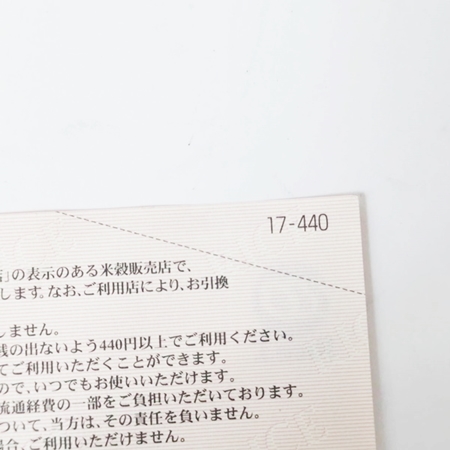 17-440
」の表示のある米穀販売店で、
します。なお、ご利用店により、お引換
しません。
銭の出ないよう440円以上でご利用ください。
てご利用いただくことができます。
ので、いつでもお使いいただけます。
流通経費の一部をご負担いただいております。
ついて、当方は、その責任を負いません。
場合、ご利用いただけません。